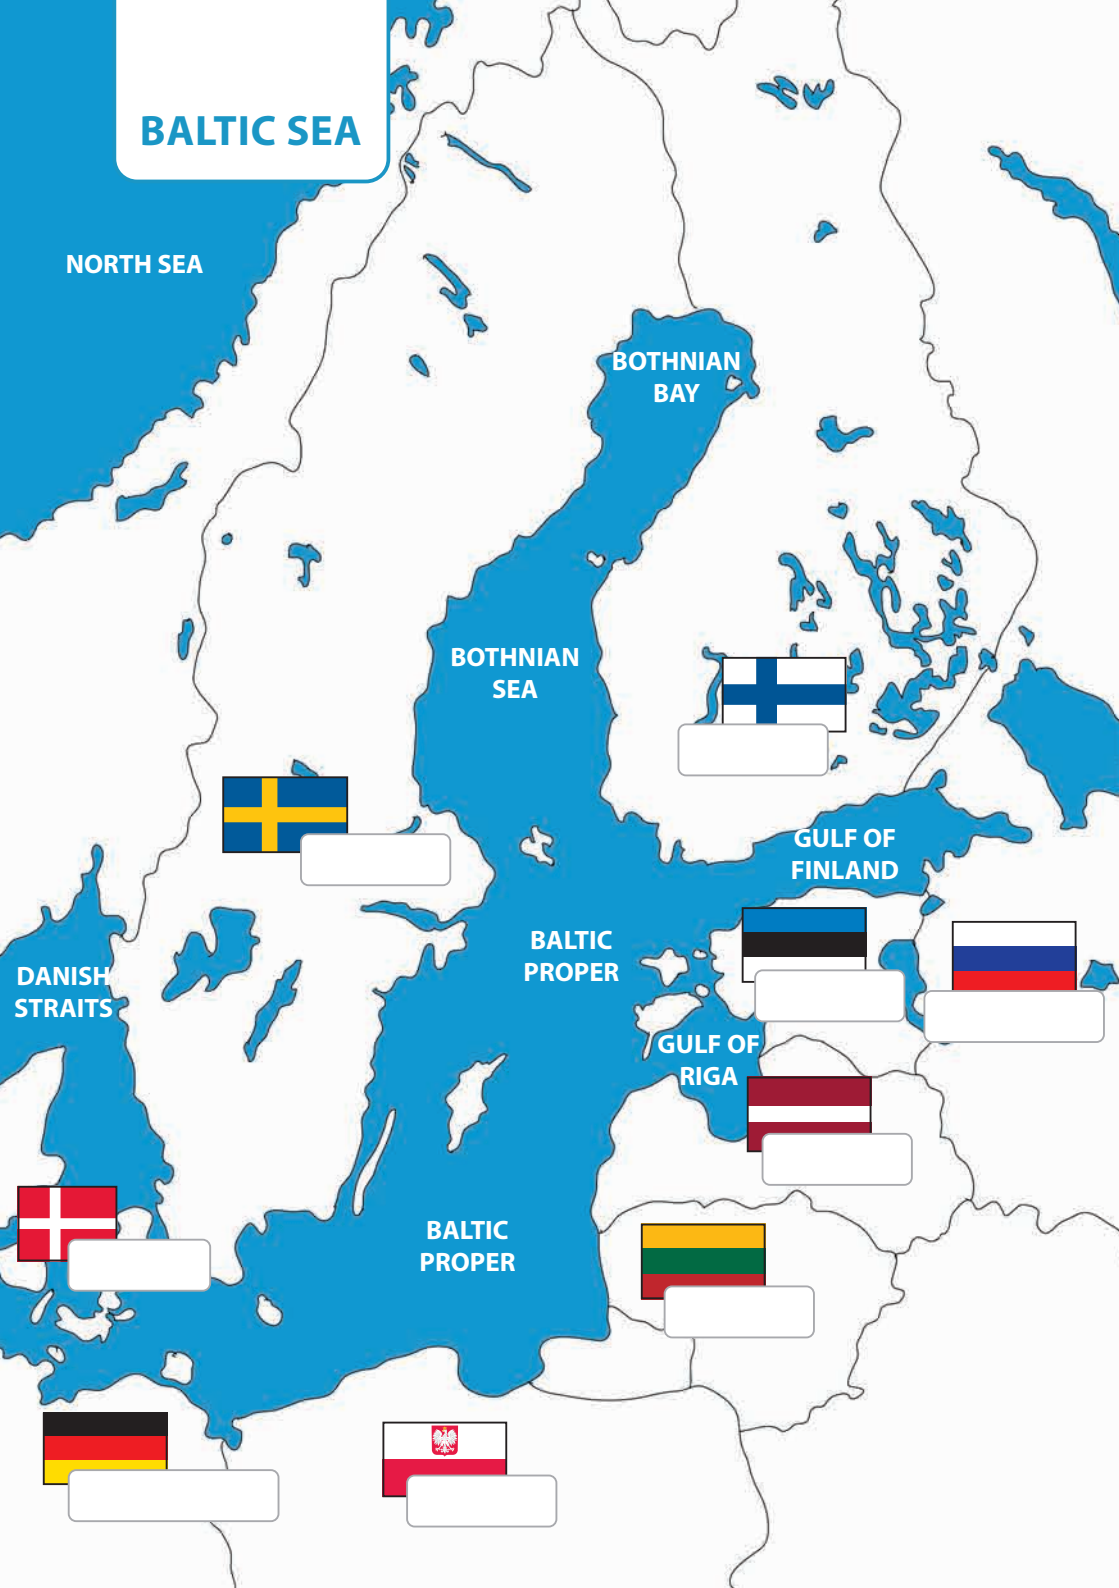 BALTIC SEA
NORTH SEA
BOTHNIAN
BAY
BOTHNIAN
SEA
GULF OF
FINLAND
BALTIC
PROPER
DANISH
STRAITS
GULF OF
RIGA
BALTIC
PROPER